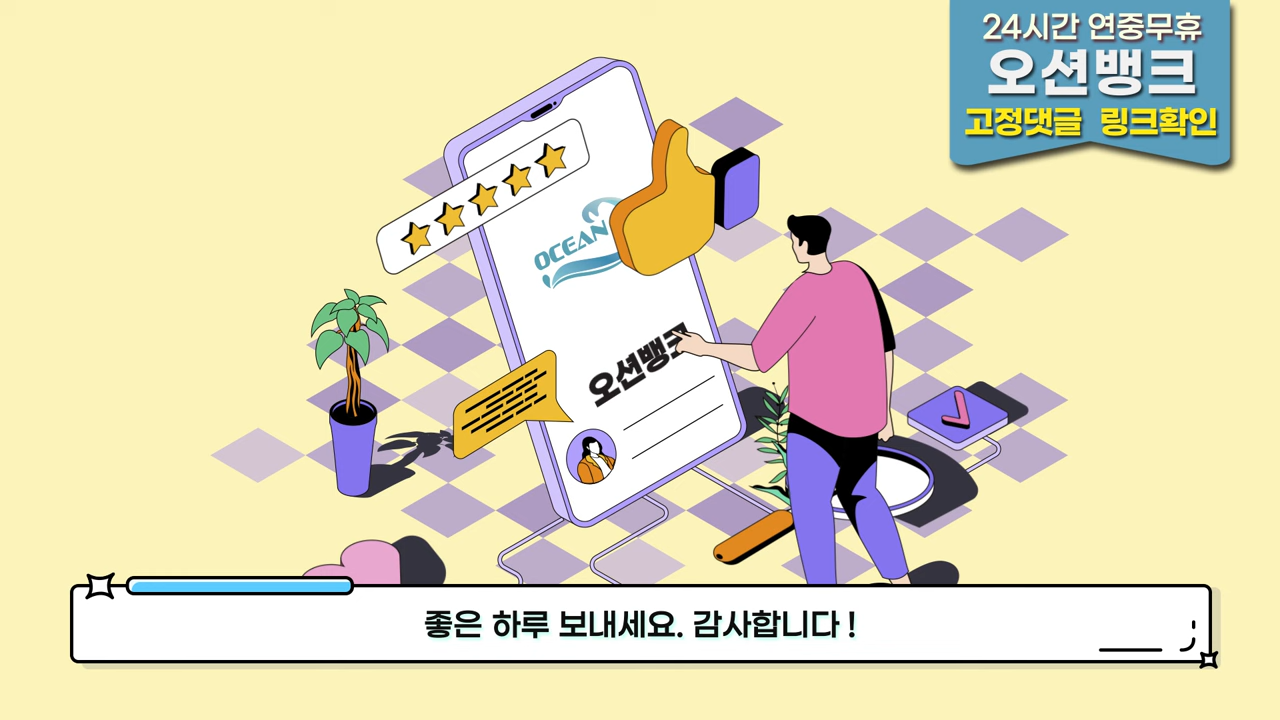 24시간 연중무휴
오션뱅크
고정댓글 링크확인
OCEAN
오션뱅크
좋은 하루 보내세요. 감사합니다 !